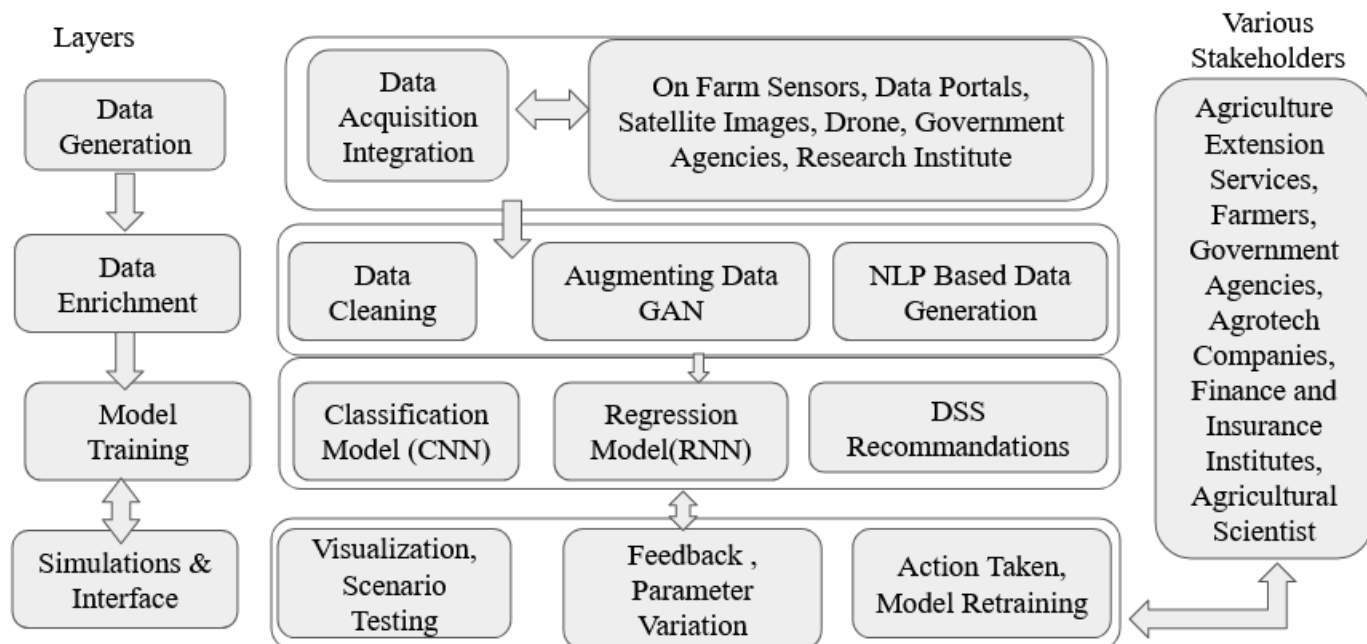 Layers
Data
Generation
Data
Enrichment
Model
Training
Simulations &
Interface
Data
Acquisition
Integration
On Farm Sensors, Data Portals,
Satellite Images, Drone, Government
Agencies, Research Institute
Data
Cleaning
Augmenting Data
GAN
NLP Based Data
Generation
Classification
Model (CNN)
Regression
Model(RNN)
DSS
Recommandations
Visualization,
Scenario
Testing
Feedback ,
Parameter
Variation
Action Taken,
Model Retraining
Various
Stakeholders
Agriculture
Extension
Services,
Farmers,
Government
Agencies,
Agrotech
Companies,
Finance and
Insurance
Institutes,
Agricultural
Scientist